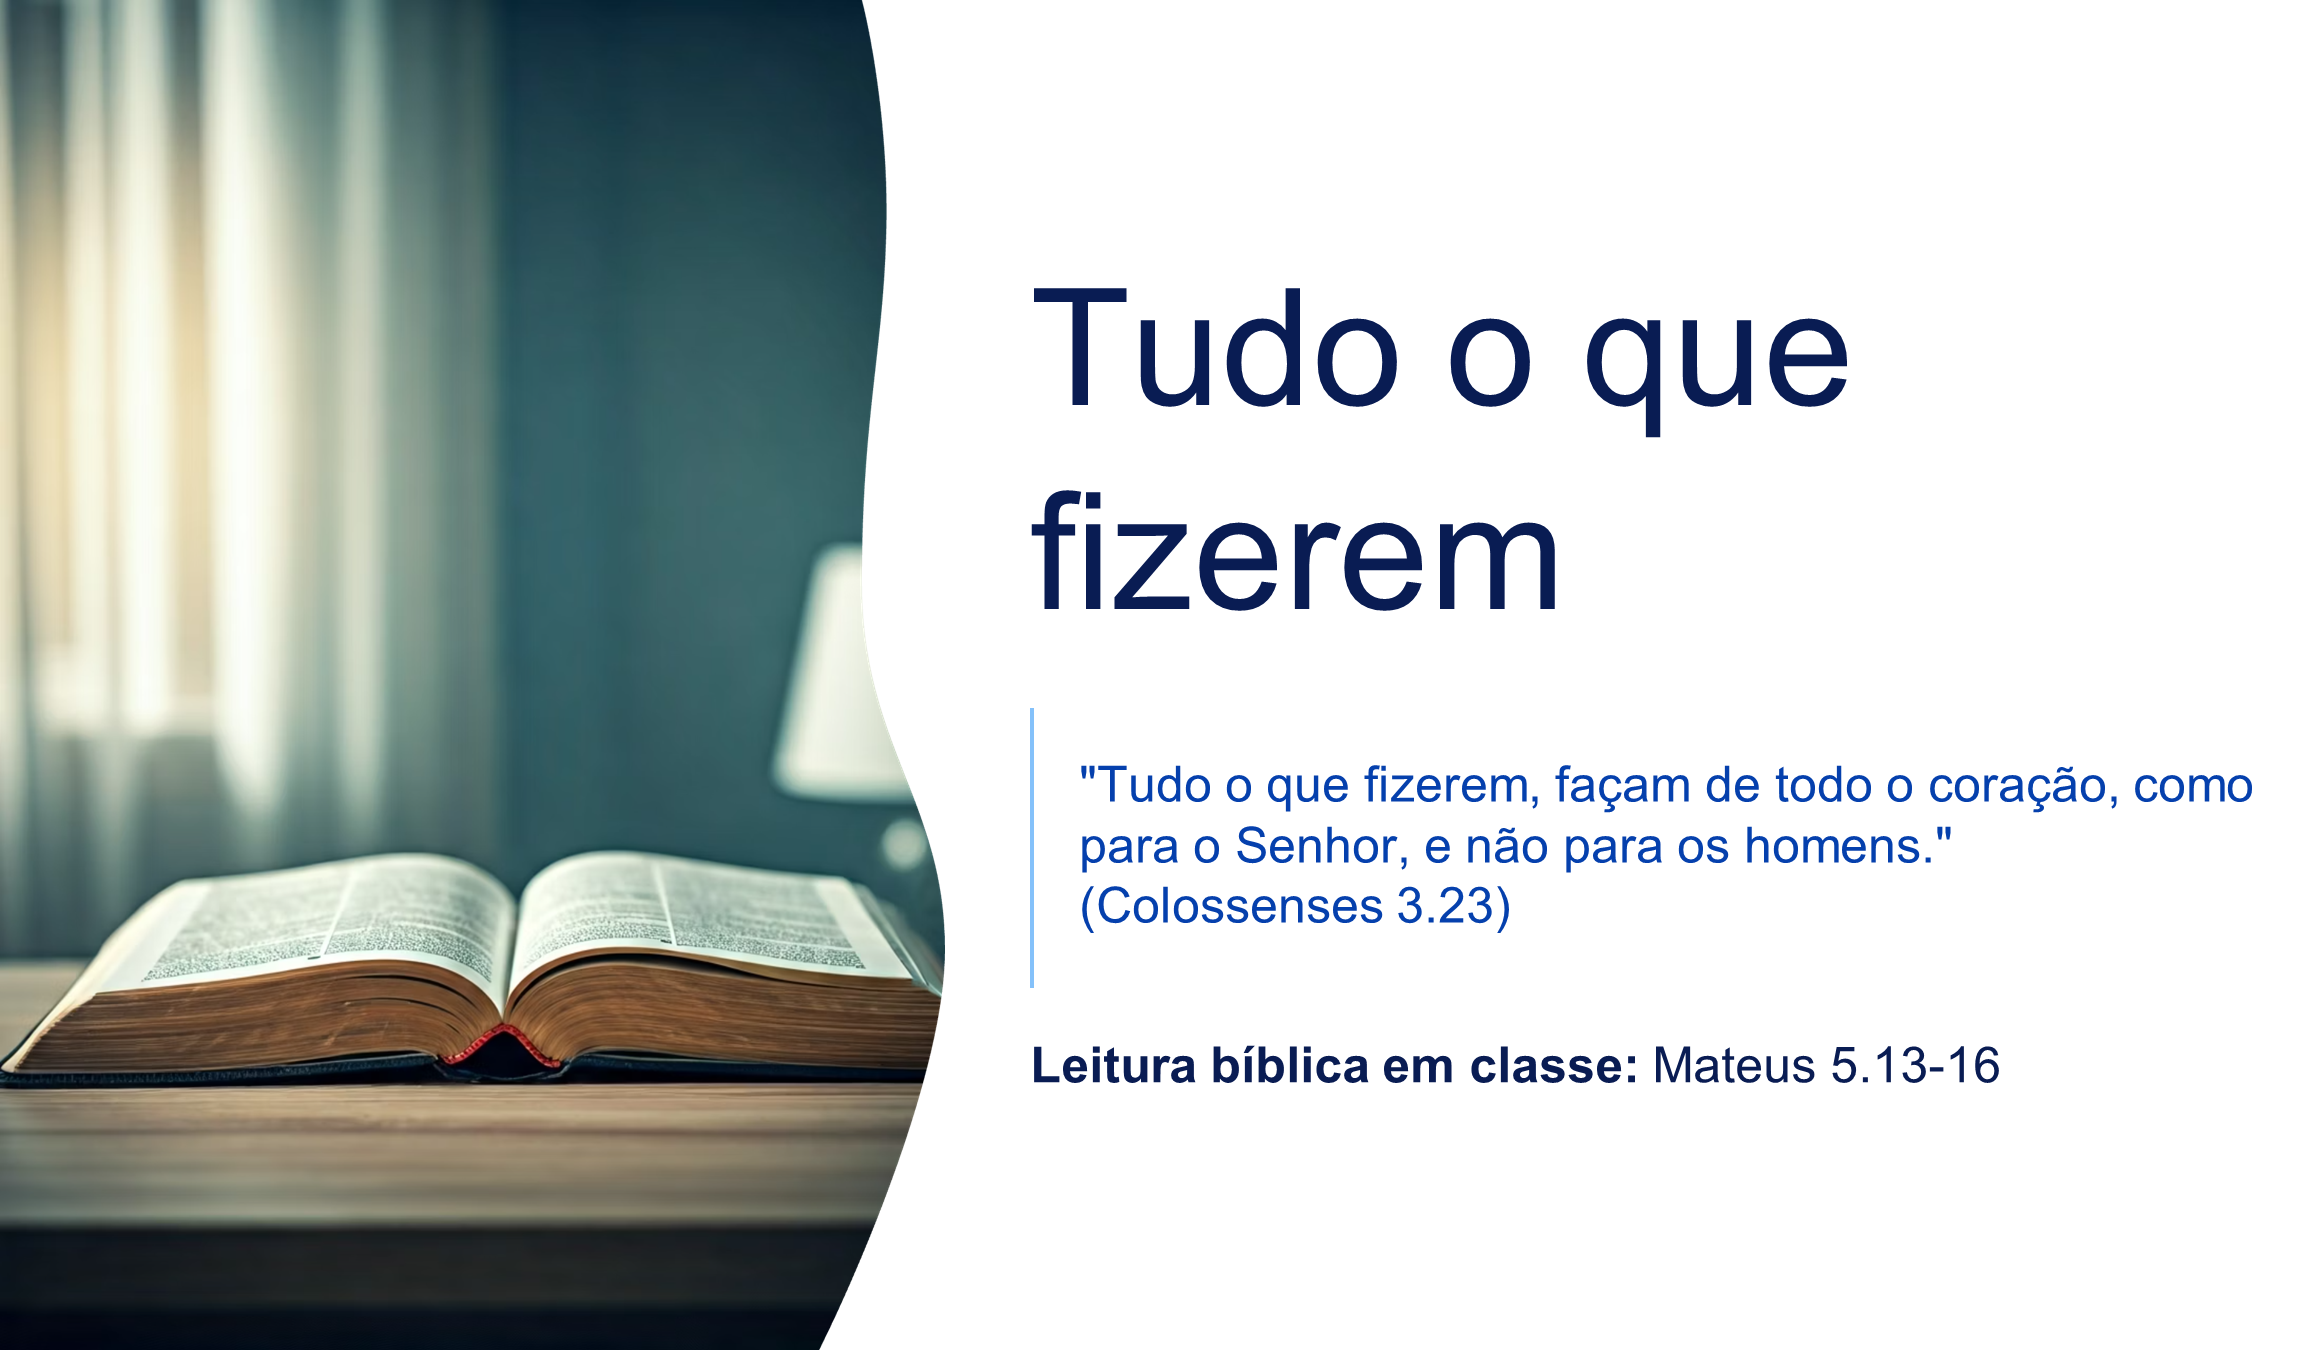 Tudo o que
fizerem
"Tudo o que fizerem, façam de todo o coração, como
para o Senhor, e não para os homens."
(Colossenses 3.23)
Leitura bíblica em classe: Mateus 5.13-16